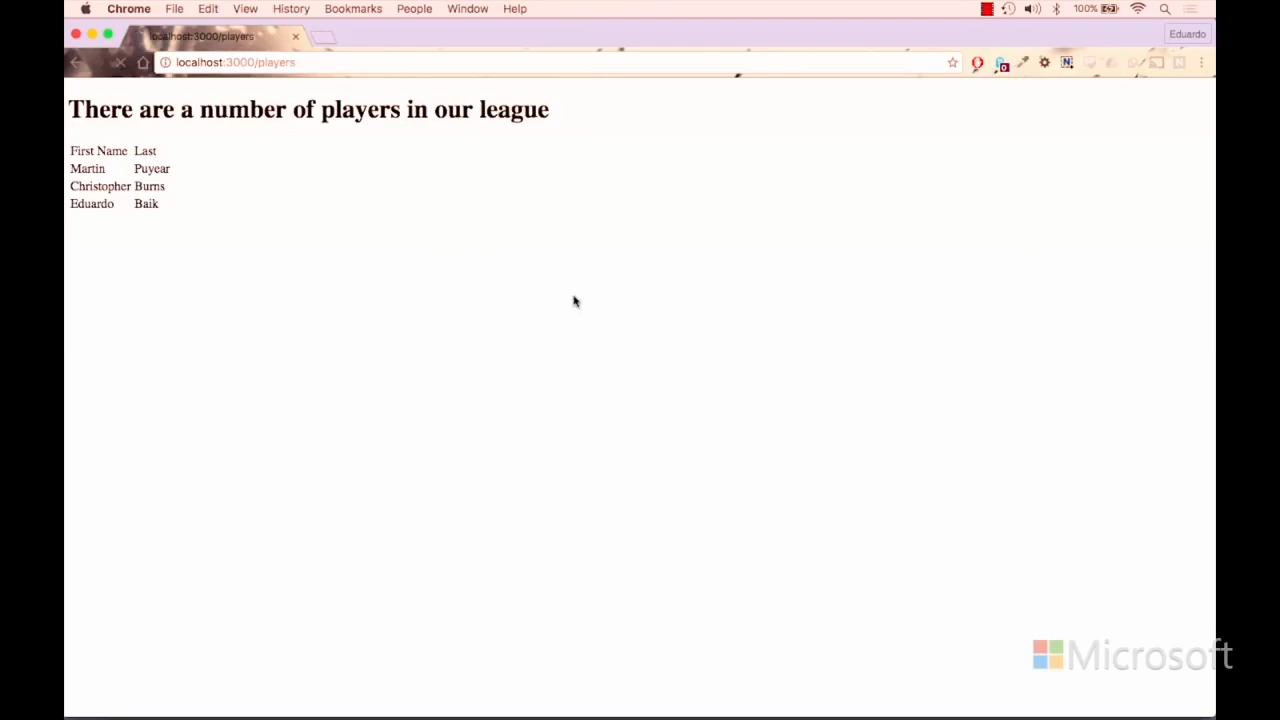 Chrome File Edit View History Bookmarks People Window Help 100%
localhost:3000/players Eduardo
localhost:3000/players
There are a number of players in our league
First Name Last
Martin Puyear
Christopher Burns
Eduardo Baik
Microsoft